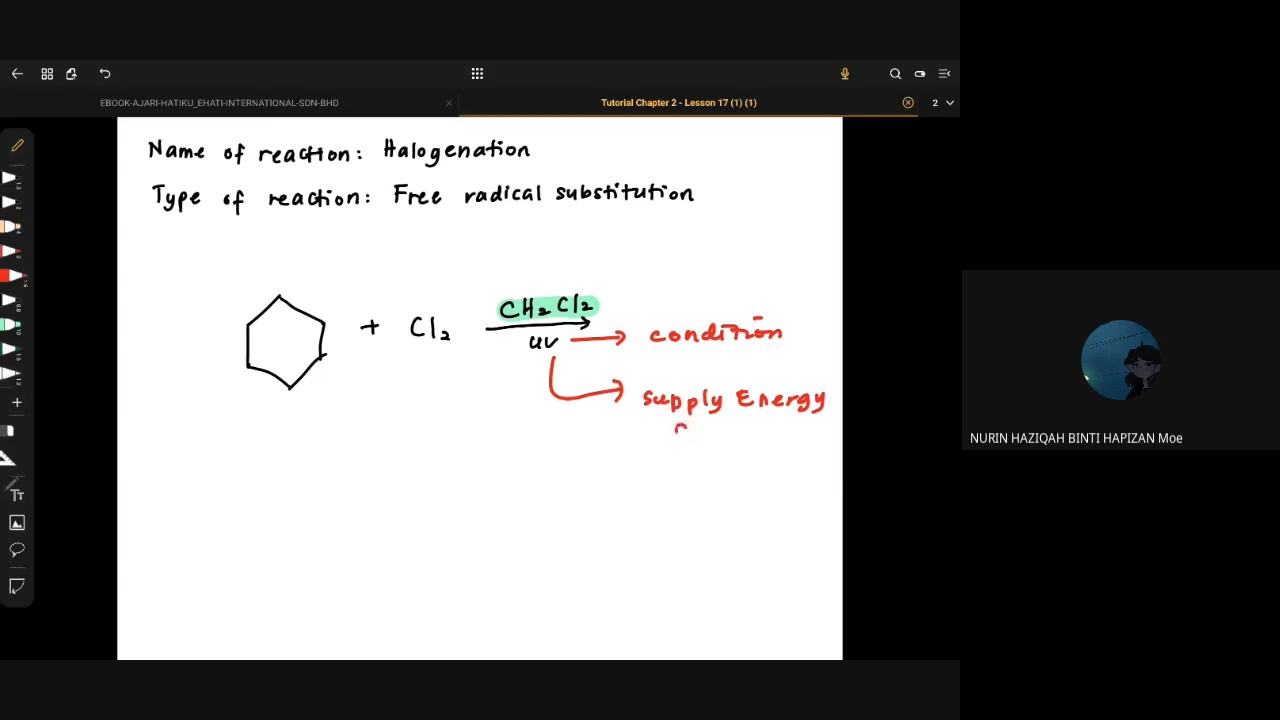 EBOOK-AJARI-HATIKU_EHATI-INTERNATIONAL-SDN-BHD
Tutorial Chapter 2 - Lesson 17 (1) (1)
2
Name of reaction: Halogenation
Type of reaction: Free radical substitution
+ Cl2
CH2Cl2
uv
condition
supply Energy
NURIN HAZIQAH BINTI HAPIZAN Moe
TT